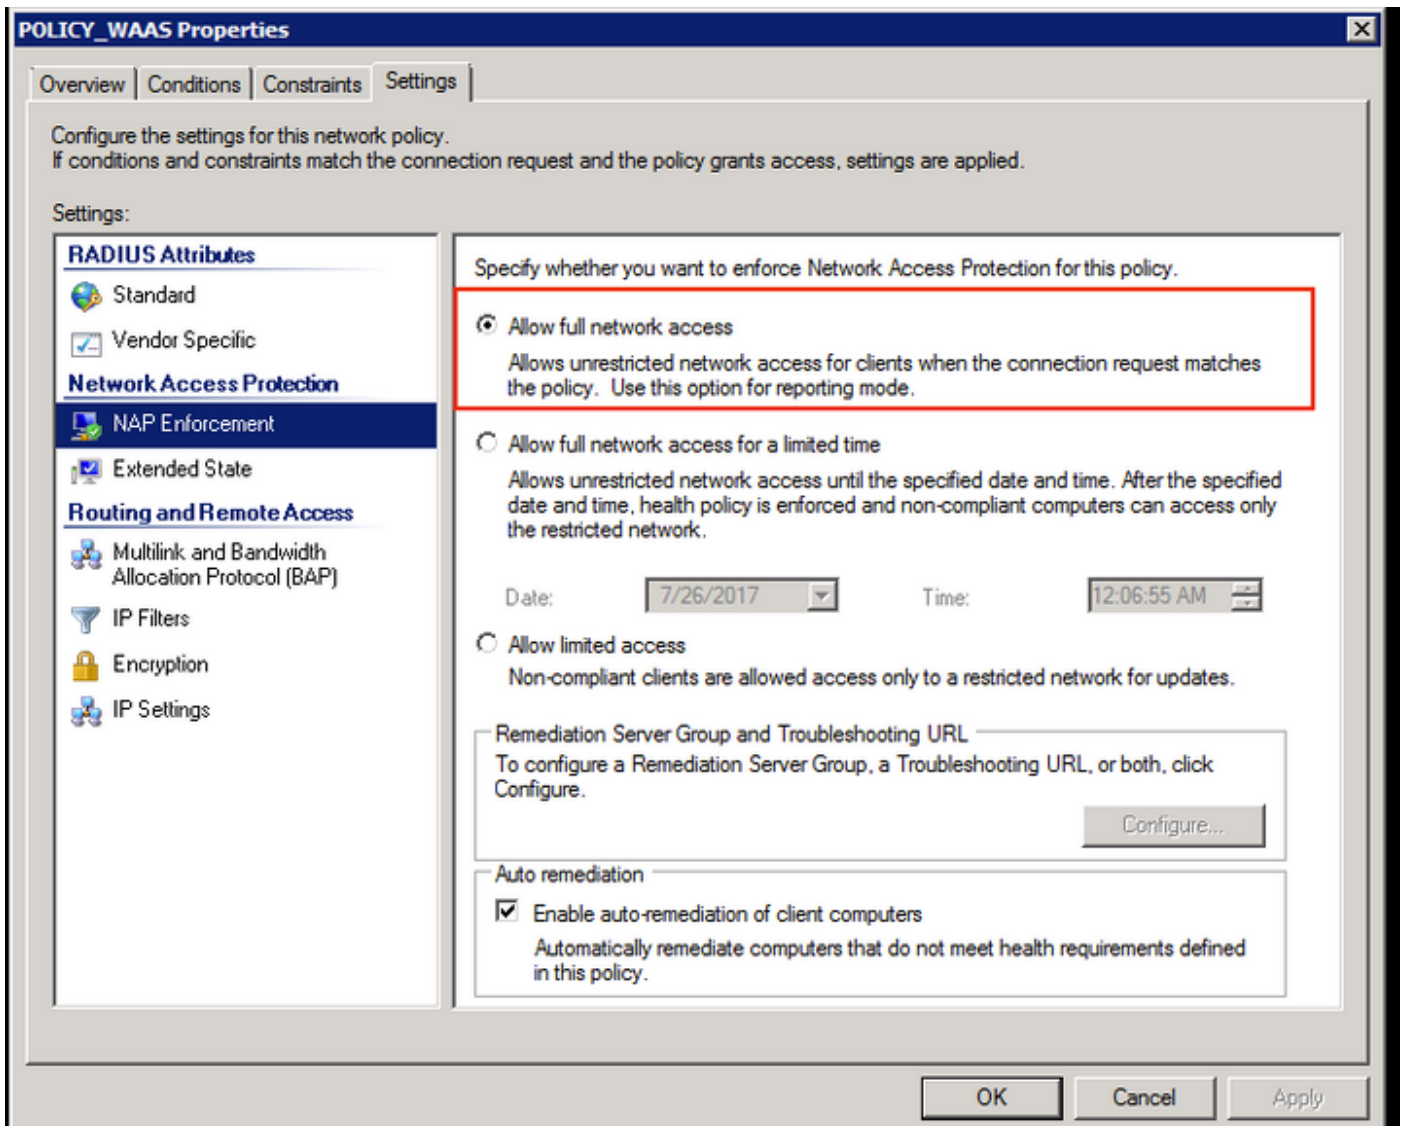 POLICY_WAAS Properties
Overview
Conditions
Constraints
Settings
Configure the settings for this network policy.
If conditions and constraints match the connection request and the policy grants access, settings are applied.
Settings:
RADIUS Attributes
Standard
Vendor Specific
Network Access Protection
NAP Enforcement
Extended State
Routing and Remote Access
Multilink and Bandwidth
Allocation Protocol (BAP)
IP Filters
Encryption
IP Settings
Specify whether you want to enforce Network Access Protection for this policy.
Allow full network access
Allows unrestricted network access for clients when the connection request matches
the policy. Use this option for reporting mode.
Allow full network access for a limited time
Allows unrestricted network access until the specified date and time. After the specified
date and time, health policy is enforced and non-compliant computers can access only
the restricted network.
Date: 7/26/2017 Time: 12:06:55 AM
Allow limited access
Non-compliant clients are allowed access only to a restricted network for updates.
Remediation Server Group and Troubleshooting URL
To configure a Remediation Server Group, a Troubleshooting URL, or both, click
Configure.
Configure...
Auto remediation
Enable auto-remediation of client computers
Automatically remediate computers that do not meet health requirements defined
in this policy.
OK
Cancel
Apply